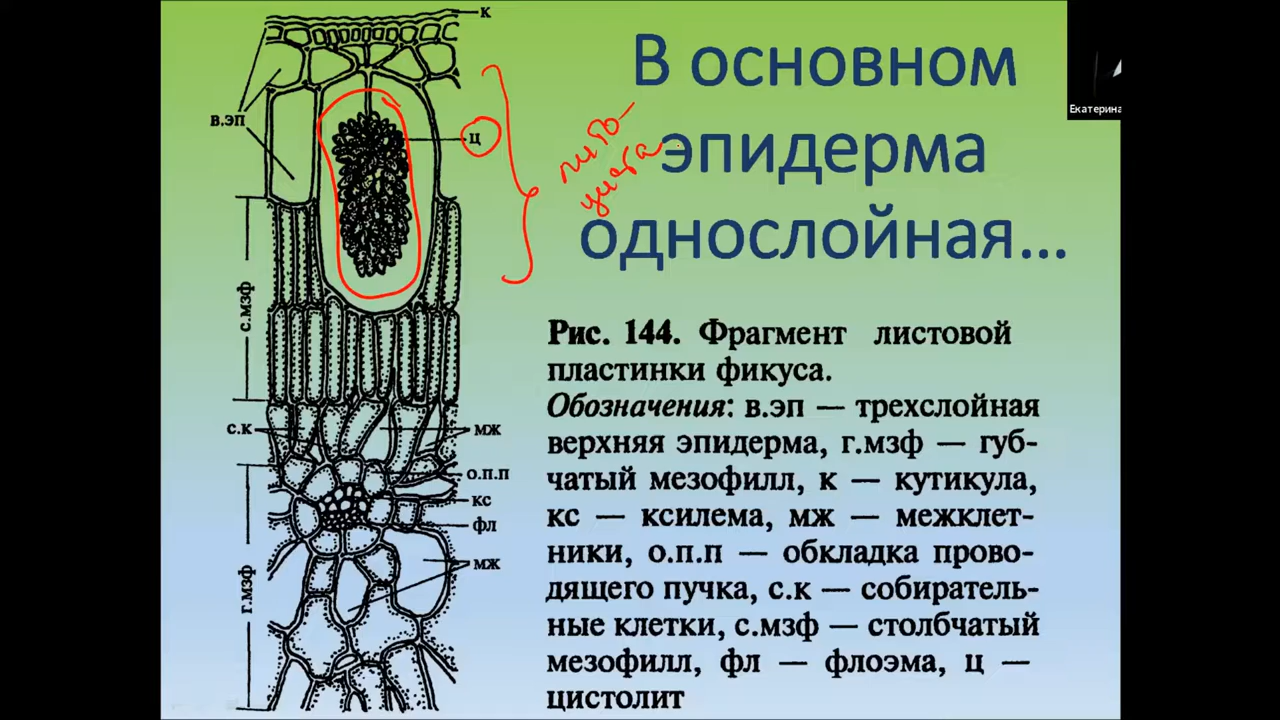 В основном
эпидерма
однослойная...
Екатерина
к
в.эп
ц
лито-
циста
с.мзф
с.к
мж
о.п.п
кс
фл
мж
г.мзф
Рис. 144. Фрагмент листовой
пластинки фикуса.
Обозначения: в.эп — трехслойная
верхняя эпидерма, г.мзф — губ-
чатый мезофилл, к — кутикула,
кс — ксилема, мж — межклет-
ники, о.п.п — обкладка прово-
дящего пучка, с.к — собиратель-
ные клетки, с.мзф — столбчатый
мезофилл, фл — флоэма, ц —
цистолит